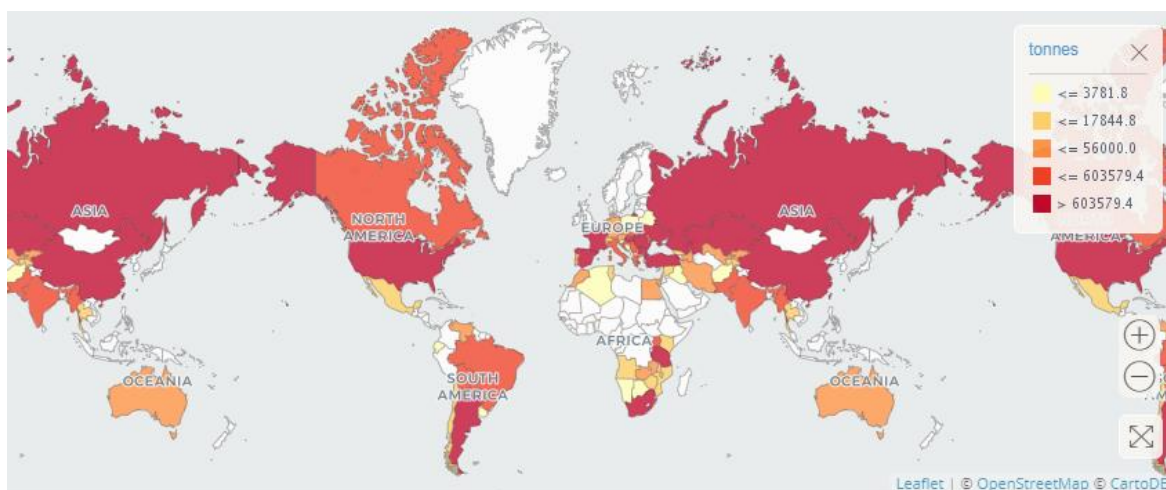 tonnes
<= 3781.8
<= 17844.8
<= 56000.0
<= 603579.4
> 603579.4
ASIA
NORTH
AMERICA
EUROPE
ASIA
AMERICA
AFRICA
OCEANIA
SOUTH
AMERICA
OCEANIA
Leaflet | © OpenStreetMap © CartoDB